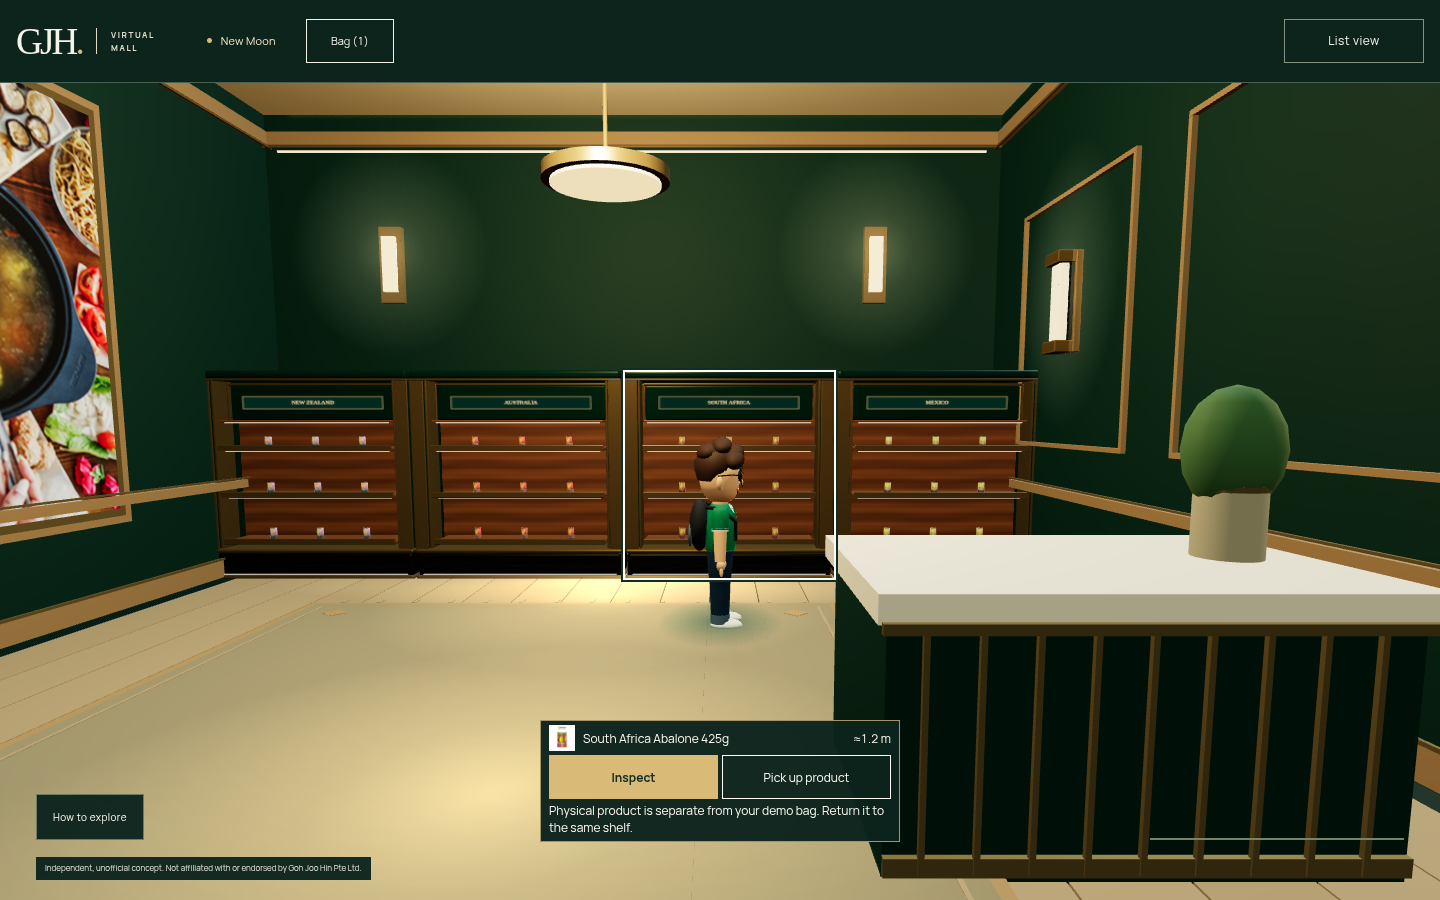 GJH.
VIRTUAL
MALL
New Moon
Bag (1)
List view
NEW ZEALAND
AUSTRALIA
SOUTH AFRICA
MEXICO
South Africa Abalone 425g
≈1.2 m
Inspect
Pick up product
Physical product is separate from your demo bag. Return it to
the same shelf.
How to explore
Independent, unofficial concept. Not affiliated with or endorsed by Goh Joo Hin Pte Ltd.